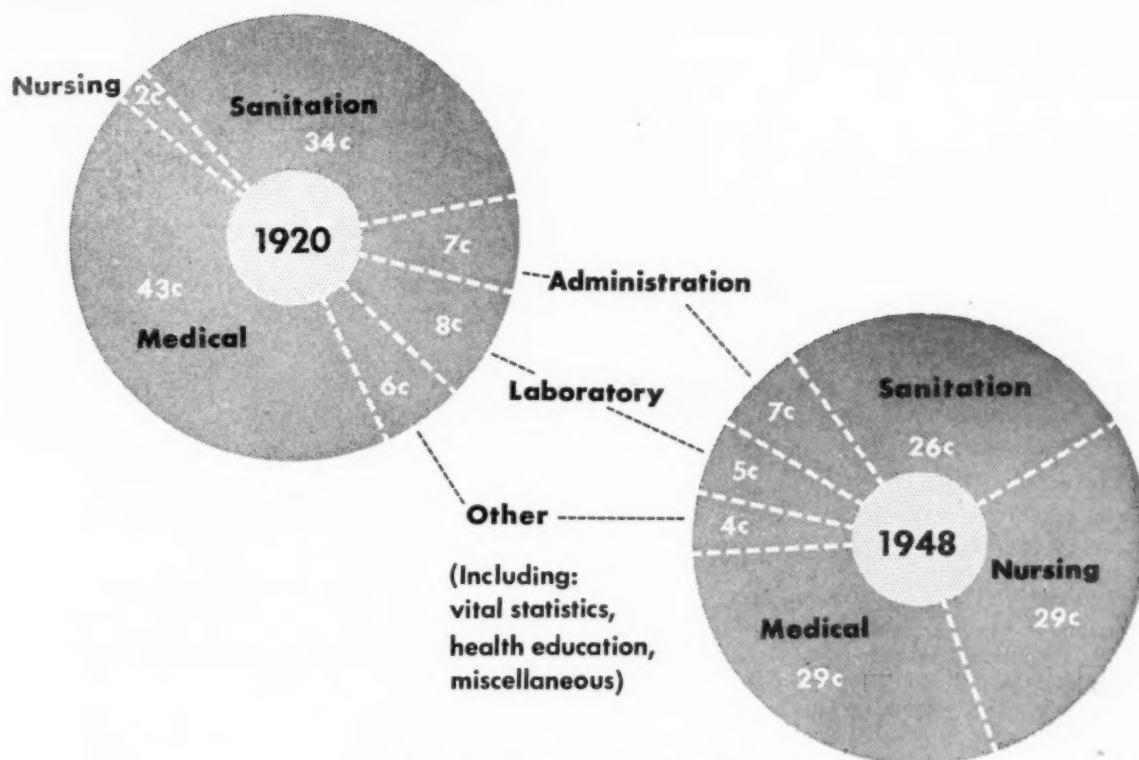 Nursing
2c
Sanitation
34c
1920
7c
43c
Medical
8c
6c
Administration
Laboratory
Other
(Including:
vital statistics,
health education,
miscellaneous)
Sanitation
26c
7c
5c
4c
1948
Nursing
29c
Medical
29c